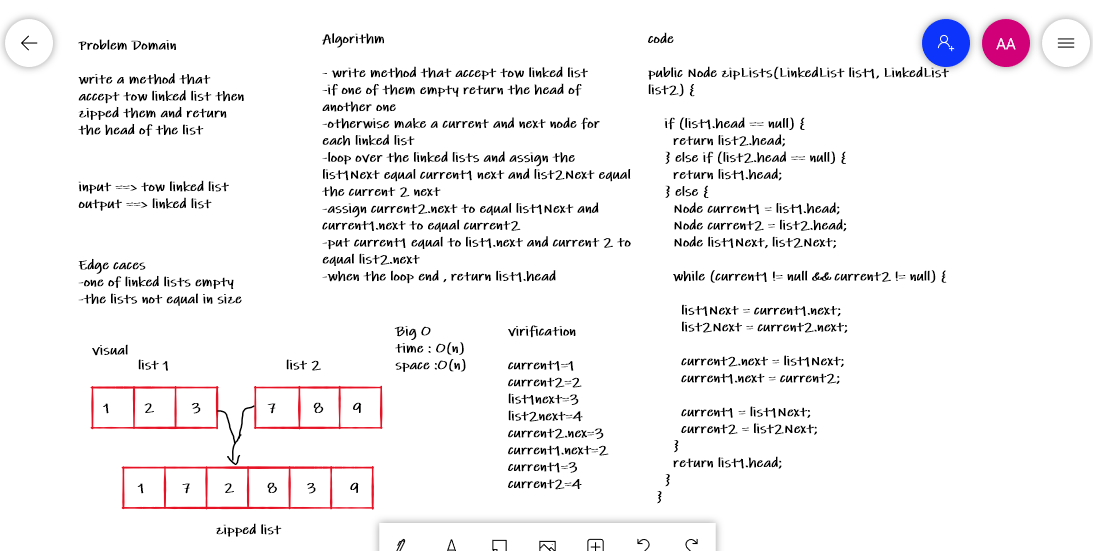 Problem Domain
write a method that
accept tow linked list then
zipped them and return
the head of the list
input ==> tow linked list
output ==> linked list
Edge caces
-one of linked lists empty
-the lists not equal in size
visual
list 1
list 2
1 2 3
7 8 9
1 7 2 8 3 9
zipped list
Algorithm
- write method that accept tow linked list
-if one of them empty return the head of
another one
-otherwise make a current and next node for
each linked list
-loop over the linked lists and assign the
list1Next equal current1 next and list2Next equal
the current 2 next
-assign current2.next to equal list1Next and
current1.next to equal current2
-put current1 equal to list1.next and current 2 to
equal list2.next
-when the loop end , return list1.head
Big O
time : O(n)
space :O(n)
virification
current1=1
current2=2
list1next=3
list2next=4
current2.nex=3
current1.next=2
current1=3
current2=4
code
public Node zipLists(LinkedList list1, LinkedList
list2) {
if (list1.head == null) {
return list2.head;
} else if (list2.head == null) {
return list1.head;
} else {
Node current1 = list1.head;
Node current2 = list2.head;
Node list1Next, list2Next;
while (current1 != null && current2 != null) {
list1Next = current1.next;
list2Next = current2.next;
current2.next = list1Next;
current1.next = current2;
current1 = list1Next;
current2 = list2Next;
}
return list1.head;
}
}
AA